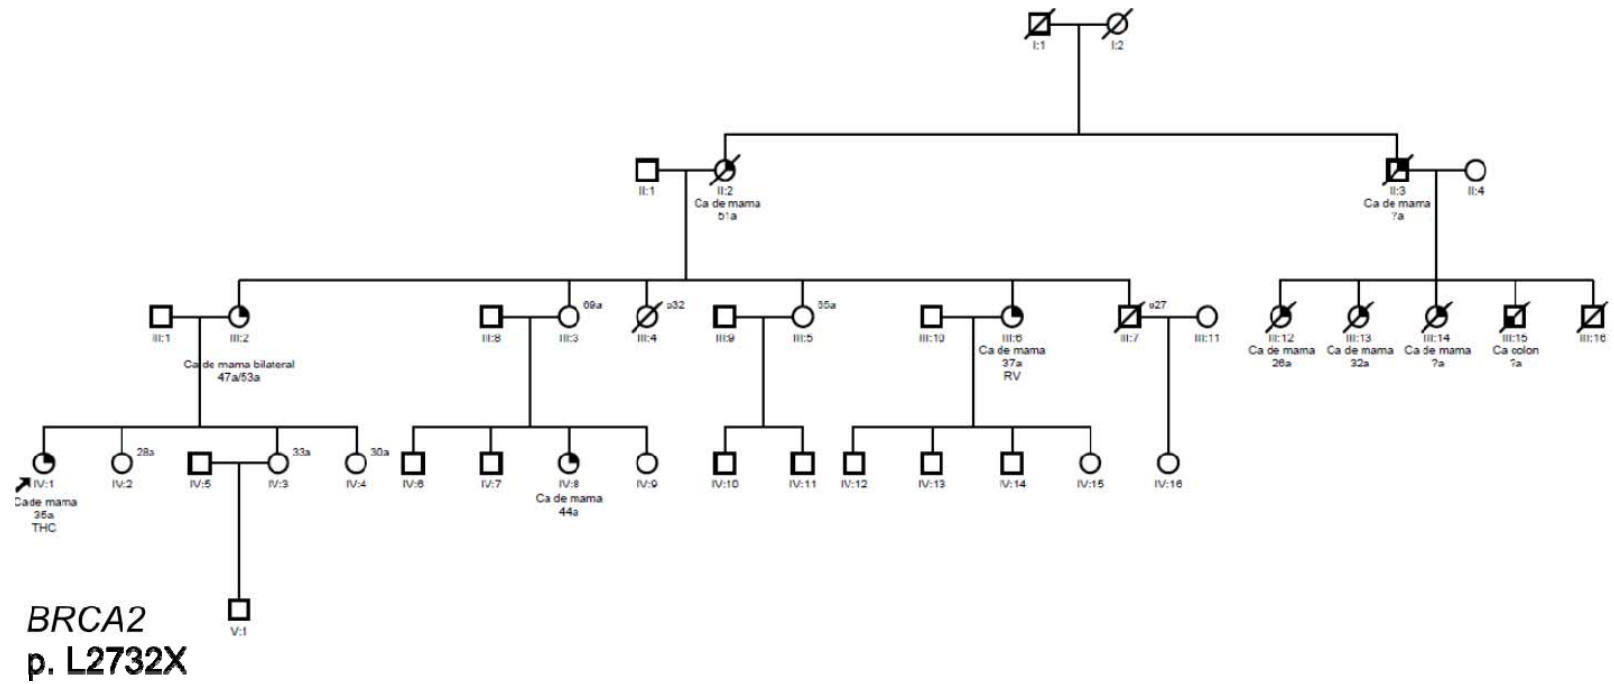 I:1 I:2
II:1 II:2 II:3 II:4
Ca de mama Ca de mama
51a ?a
69a 55a
III:1 III:2 III:8 III:3 III:4 III:9 III:5 III:10 III:6 III:7 III:11 III:12 III:13 III:14 III:15 III:16
Ca de mama bilateral Ca de mama Ca de mama Ca de mama Ca de mama Ca colon
47a/53a 37a 26a 32a ?a ?a
RV
28a 33a 30a
IV:1 IV:2 IV:5 IV:3 IV:4 IV:6 IV:7 IV:8 IV:9 IV:10 IV:11 IV:12 IV:13 IV:14 IV:15 IV:16
Ca de mama Ca de mama
35a 44a
THC
BRCA2
V:1
p. L2732X